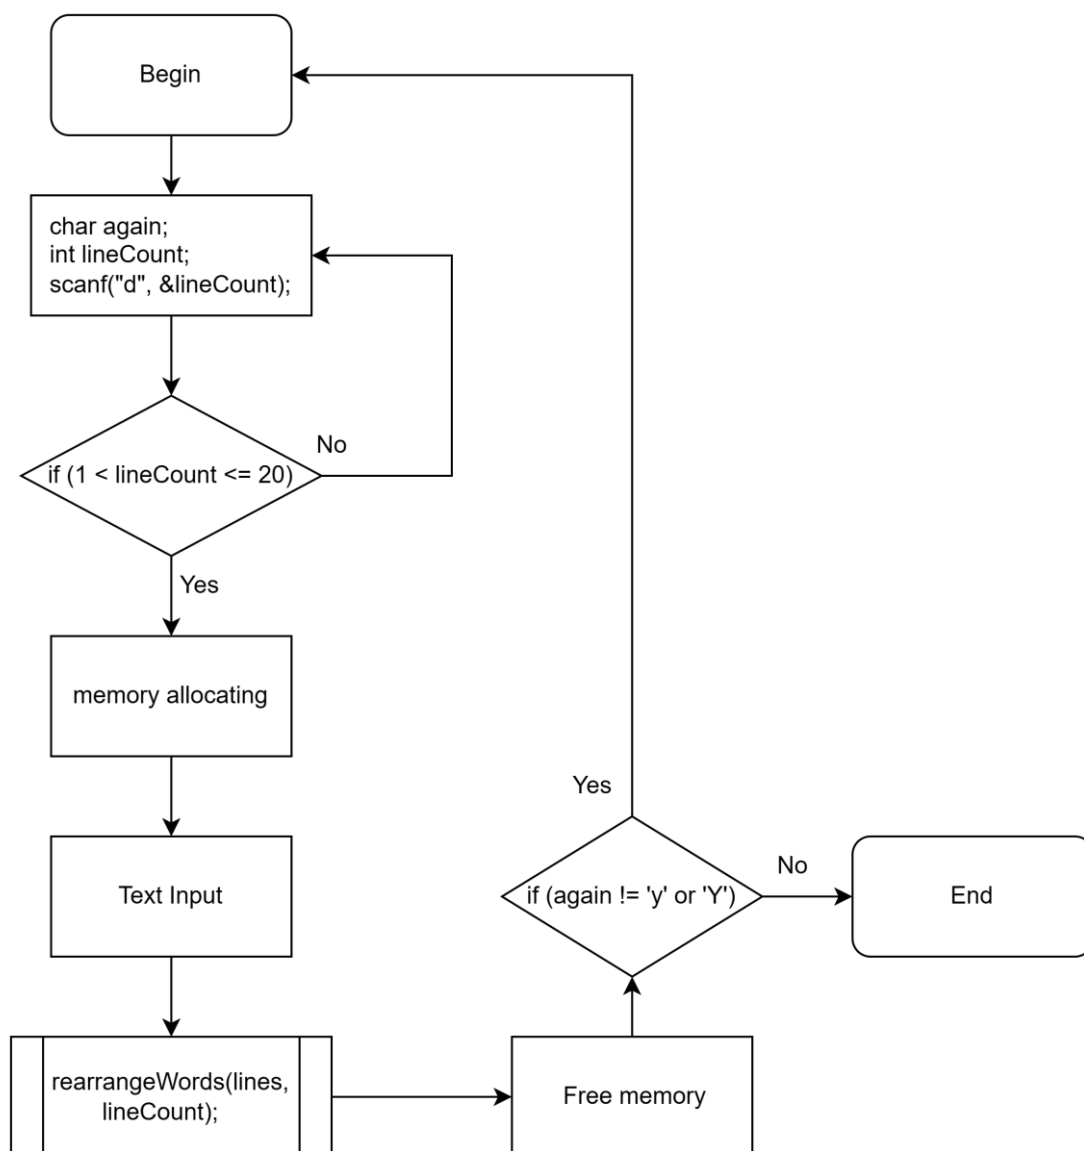 Begin
char again;
int lineCount;
scanf("d", &lineCount);
if (1 < lineCount <= 20)
No
Yes
memory allocating
Text Input
rearrangeWords(lines,
lineCount);
Free memory
if (again != 'y' or 'Y')
Yes
No
End